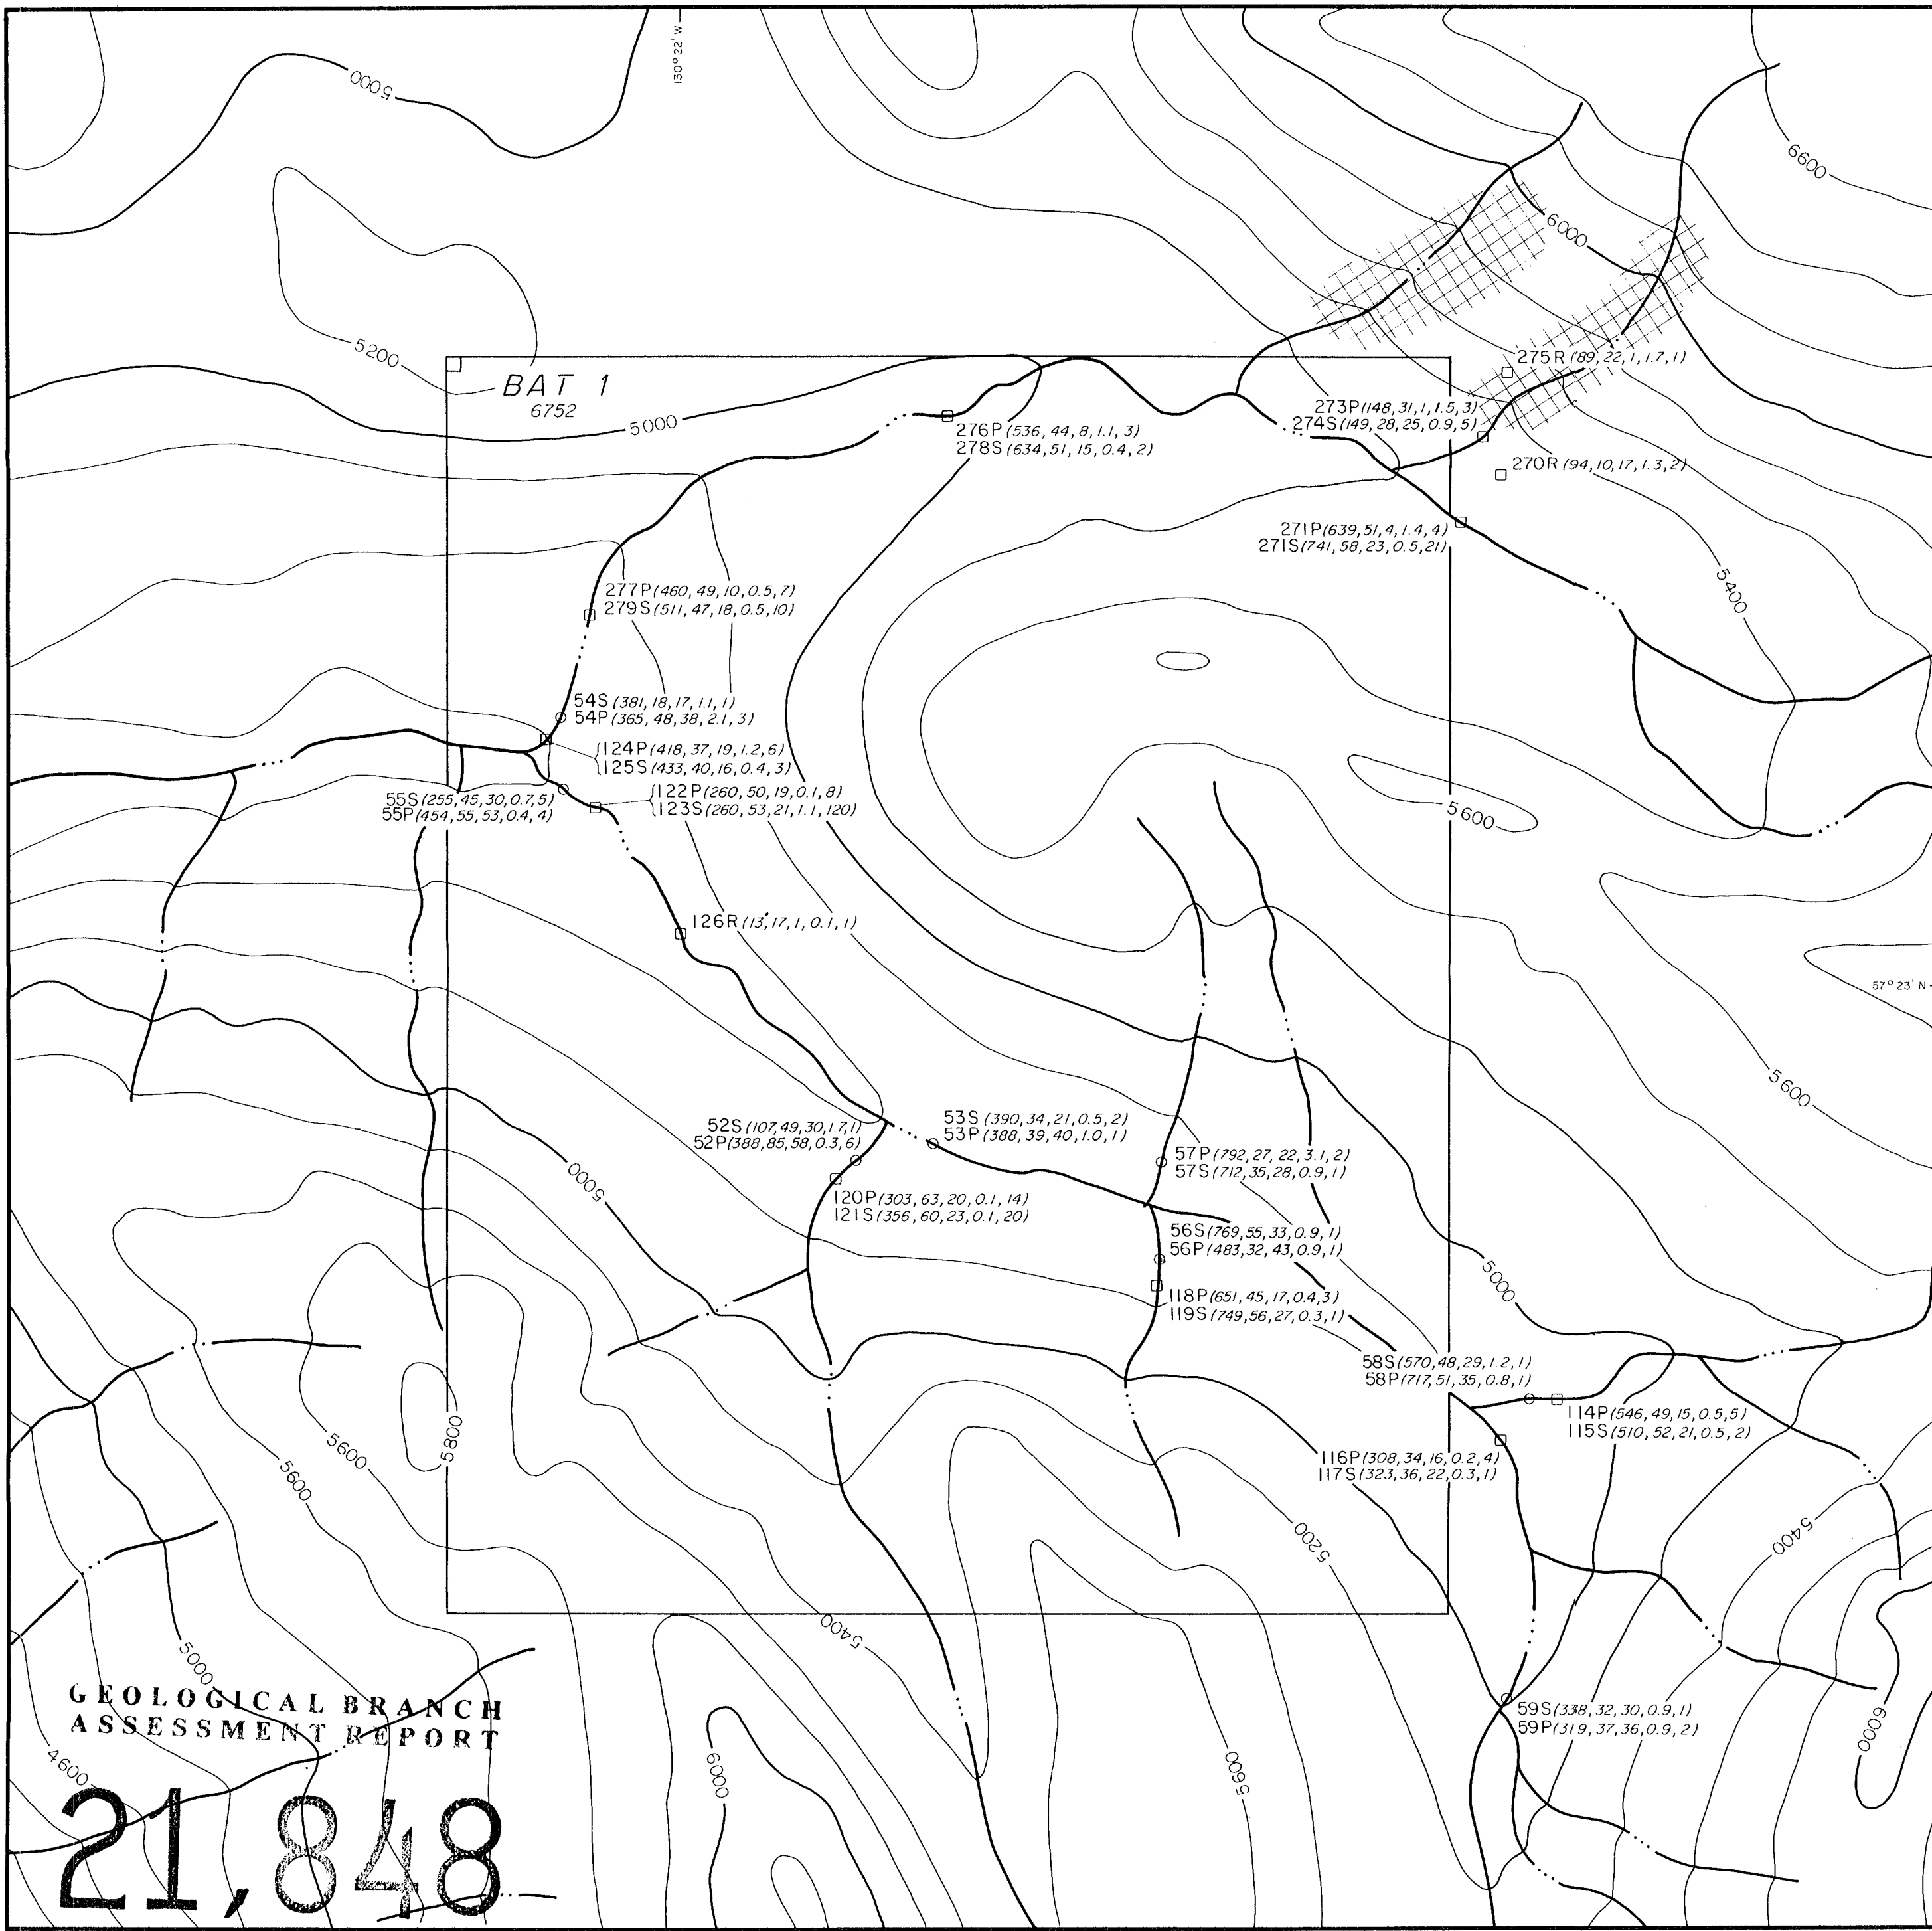 130° 22' W
5000
6600
6000
5200
BAT 1
6752
5000
275R (89, 22, 1, 1.7, 1)
273P (148, 31, 1, 1.5, 3)
274S (149, 28, 25, 0.9, 5)
276P (536, 44, 8, 1.1, 3)
278S (634, 51, 15, 0.4, 2)
270R (94, 10, 17, 1.3, 2)
271P (639, 51, 4, 1.4, 4)
271S (741, 58, 23, 0.5, 21)
5400
277P (460, 49, 10, 0.5, 7)
279S (511, 47, 18, 0.5, 10)
54S (381, 18, 17, 1.1, 1)
54P (365, 48, 38, 2.1, 3)
124P (418, 37, 19, 1.2, 6)
125S (433, 40, 16, 0.4, 3)
122P (260, 50, 19, 0.1, 8)
123S (260, 53, 21, 1.1, 120)
55S (255, 45, 30, 0.7, 5)
55P (454, 55, 53, 0.4, 4)
5600
126R (13, 17, 1, 0.1, 1)
57° 23' N
5600
52S (107, 49, 30, 1.7, 1)
52P (388, 85, 58, 0.3, 6)
53S (390, 34, 21, 0.5, 2)
53P (388, 39, 40, 1.0, 1)
57P (792, 27, 22, 3.1, 2)
57S (712, 35, 28, 0.9, 1)
5000
120P (303, 63, 20, 0.1, 14)
121S (356, 60, 23, 0.1, 20)
56S (769, 55, 33, 0.9, 1)
56P (483, 32, 43, 0.9, 1)
5000
118P (651, 45, 17, 0.4, 3)
119S (749, 56, 27, 0.3, 1)
58S (570, 48, 29, 1.2, 1)
58P (717, 51, 35, 0.8, 1)
114P (546, 49, 15, 0.5, 5)
115S (510, 52, 21, 0.5, 2)
5800
5600
5600
116P (308, 34, 16, 0.2, 4)
117S (323, 36, 22, 0.3, 1)
5200
5400
5400
5000
GEOLOGICAL BRANCH
ASSESSMENT REPORT
59S (338, 32, 30, 0.9, 1)
59P (319, 37, 36, 0.9, 2)
6000
4600
6000
5600
21,848